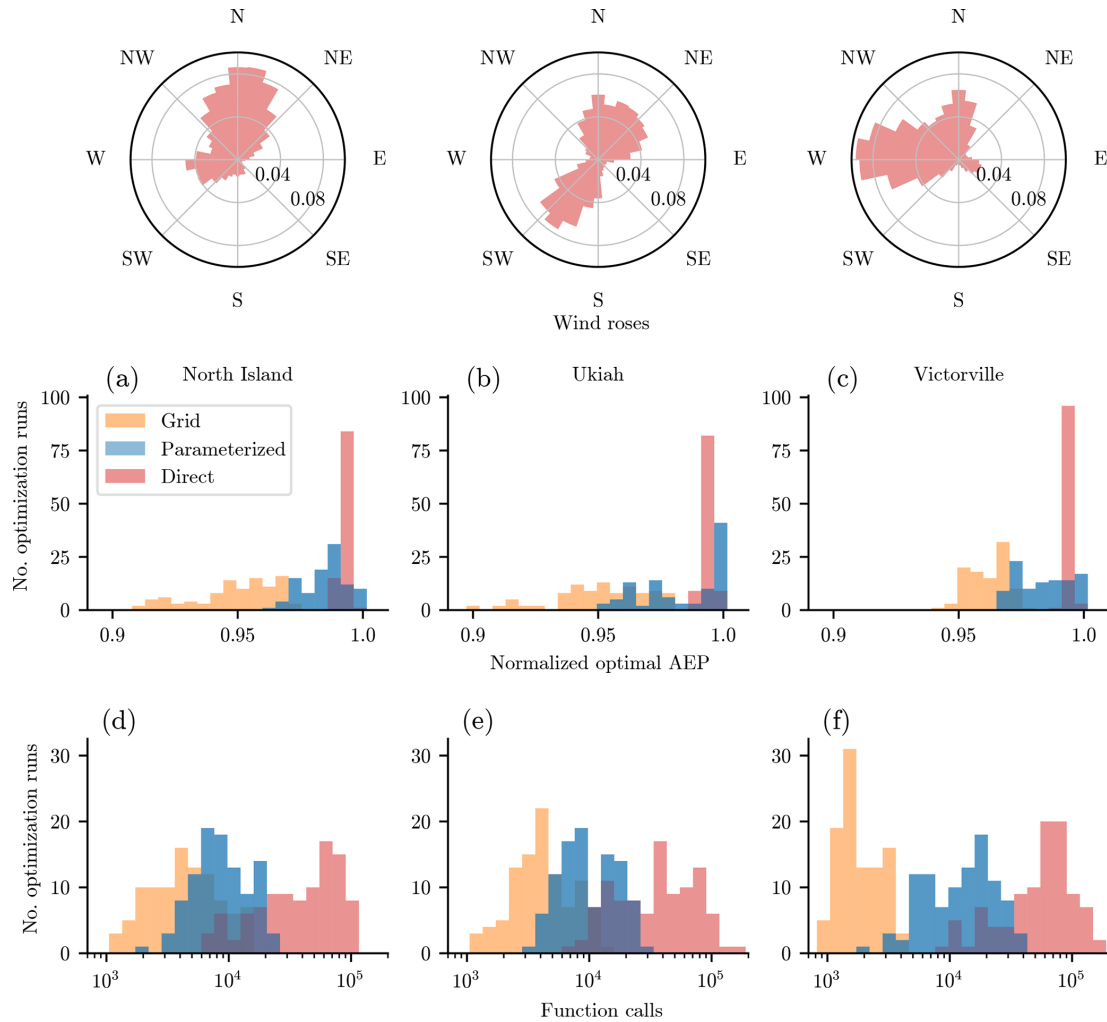 N N N
NW NE NW NE NW NE
W E W E W E
0.04 0.04 0.04
0.08 0.08 0.08
SW SE SW SE SW SE
S S S
Wind roses
(a) North Island (b) Ukiah (c) Victorville
No. optimization runs
100 75 50 25 0
Grid
Parameterized
Direct
0.9 0.95 1.0
100 75 50 25 0
0.9 0.95 1.0
100 75 50 25 0
0.9 0.95 1.0
Normalized optimal AEP
(d) (e) (f)
No. optimization runs
30 20 10 0
10³ 10⁴ 10⁵
30 20 10 0
10³ 10⁴ 10⁵
30 20 10 0
10³ 10⁴ 10⁵
Function calls